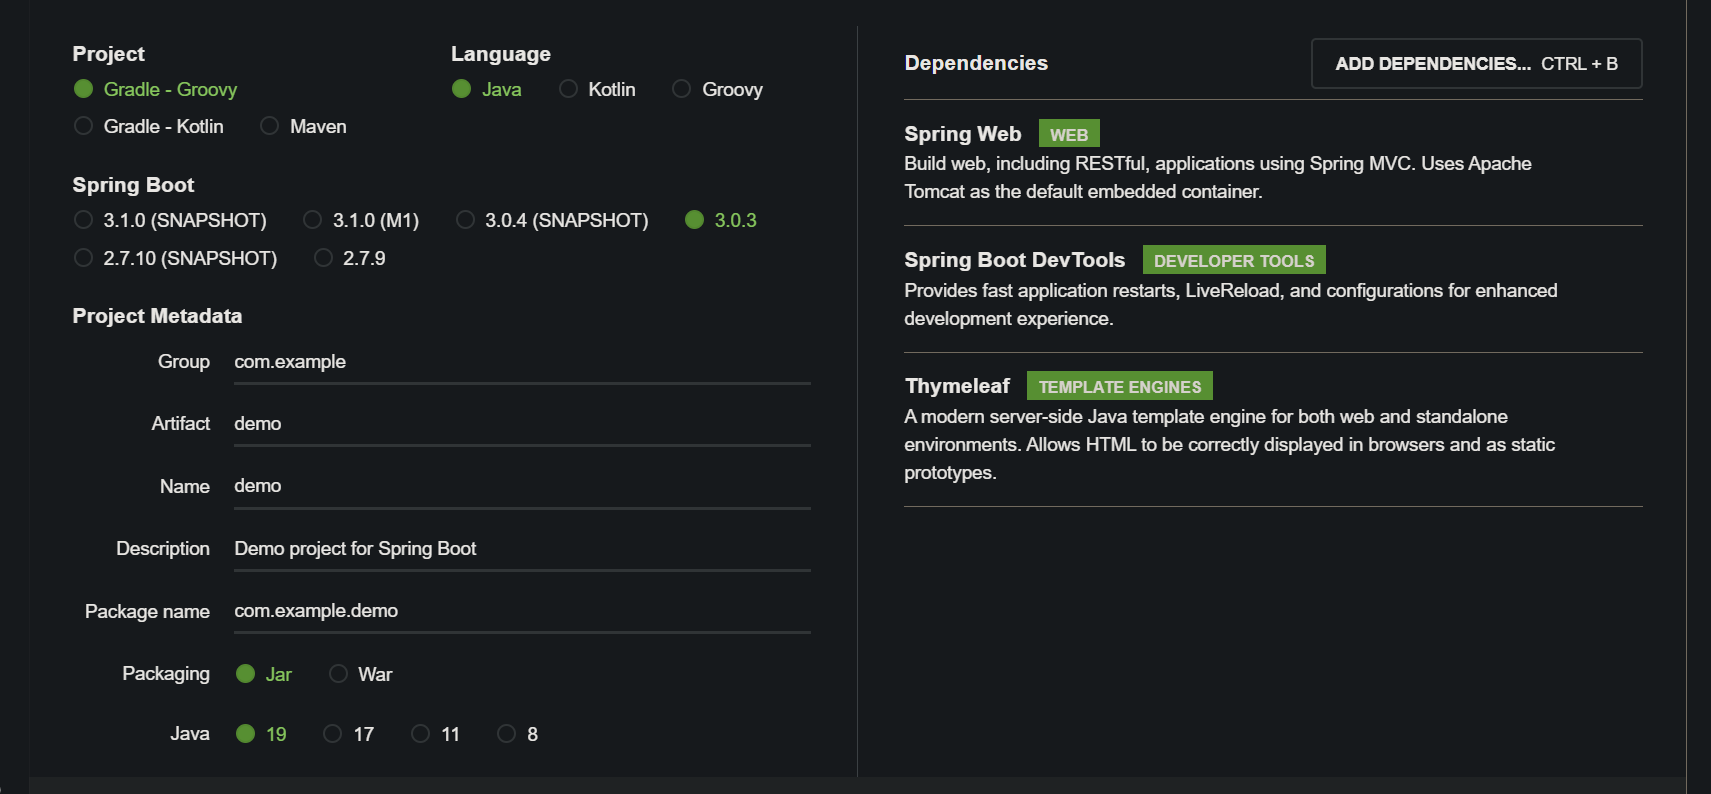 Project
Gradle - Groovy
Gradle - Kotlin Maven
Language
Java Kotlin Groovy
Spring Boot
3.1.0 (SNAPSHOT) 3.1.0 (M1) 3.0.4 (SNAPSHOT) 3.0.3
2.7.10 (SNAPSHOT) 2.7.9
Project Metadata
Group com.example
Artifact demo
Name demo
Description Demo project for Spring Boot
Package name com.example.demo
Packaging Jar War
Java 19 17 11 8
Dependencies ADD DEPENDENCIES... CTRL + B
Spring Web WEB
Build web, including RESTful, applications using Spring MVC. Uses Apache
Tomcat as the default embedded container.
Spring Boot DevTools DEVELOPER TOOLS
Provides fast application restarts, LiveReload, and configurations for enhanced
development experience.
Thymeleaf TEMPLATE ENGINES
A modern server-side Java template engine for both web and standalone
environments. Allows HTML to be correctly displayed in browsers and as static
prototypes.